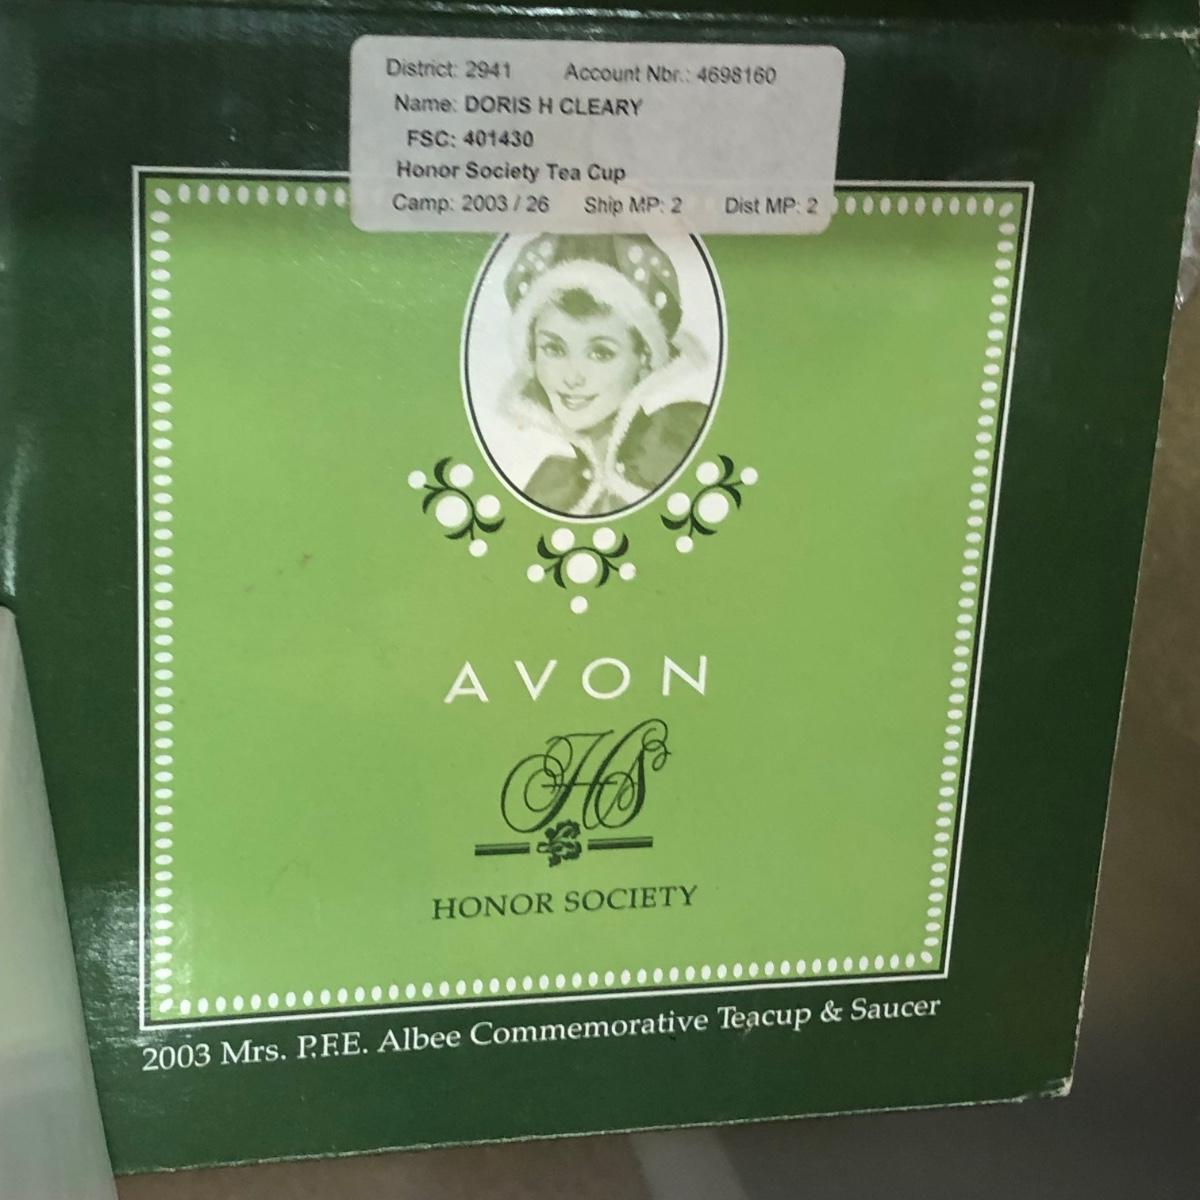 District: 2941 Account Nbr.: 4698160
Name: DORIS H CLEARY
FSC: 401430
Honor Society Tea Cup
Camp: 2003 / 26 Ship MP: 2 Dist MP: 2
AVON
HS
HONOR SOCIETY
2003 Mrs. P.F.E. Albee Commemorative Teacup & Saucer